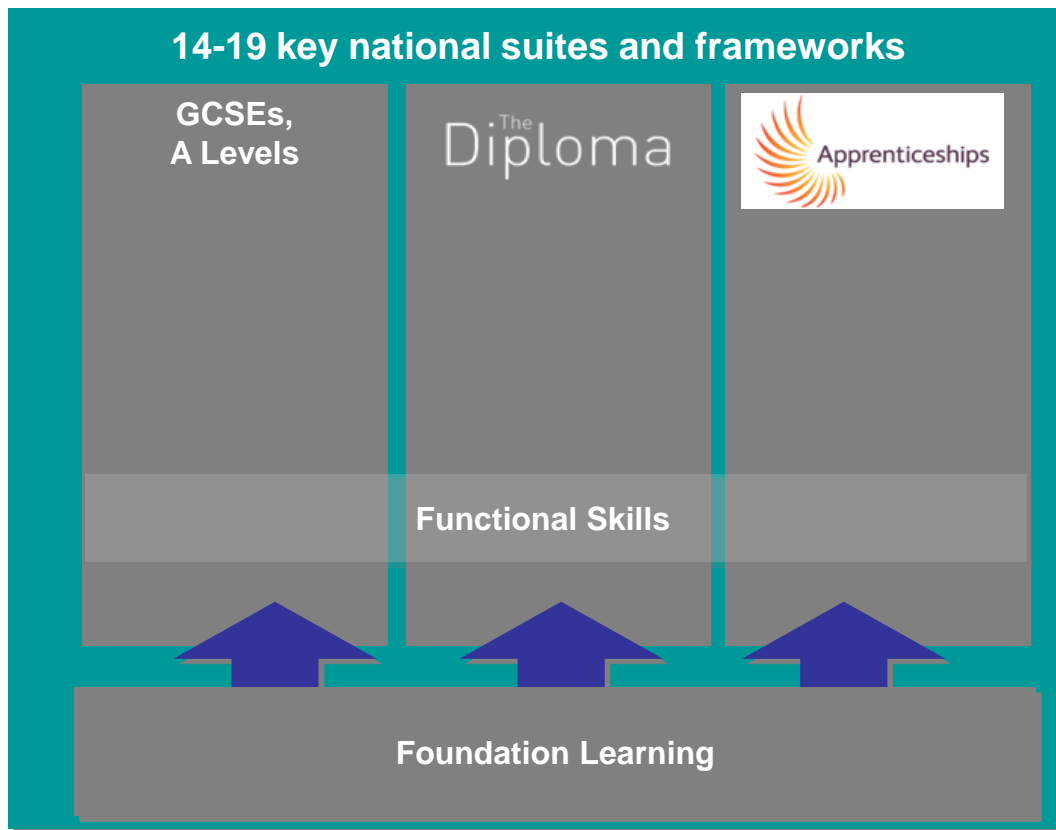 14-19 key national suites and frameworks
GCSEs,
A Levels
The
Diploma
Apprenticeships
Functional Skills
Foundation Learning